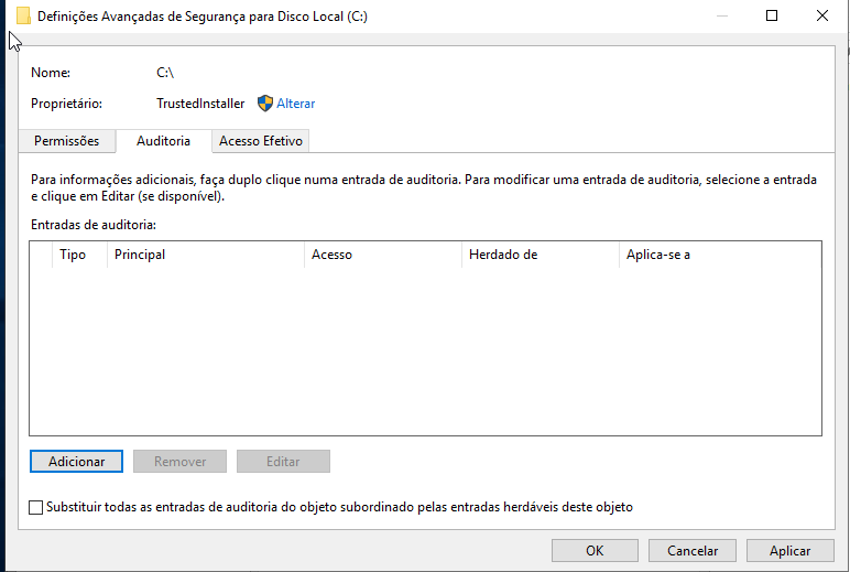 Definições Avançadas de Segurança para Disco Local (C:)
Nome: C:\
Proprietário: TrustedInstaller Alterar
Permissões Auditoria Acesso Efetivo
Para informações adicionais, faça duplo clique numa entrada de auditoria. Para modificar uma entrada de auditoria, selecione a entrada
e clique em Editar (se disponível).
Entradas de auditoria:
Tipo Principal Acesso Herdado de Aplica-se a
Adicionar Remover Editar
Substituir todas as entradas de auditoria do objeto subordinado pelas entradas herdáveis deste objeto
OK Cancelar Aplicar